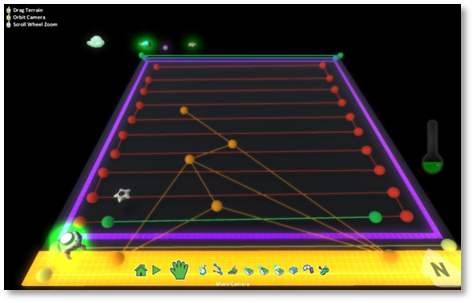 Drag Terrain
Orbit Camera
Scroll Wheel Zoom
Move Camera
N